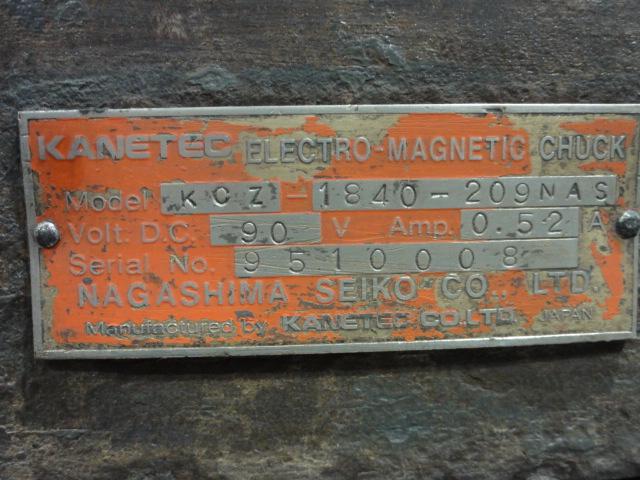 KANETEC ELECTRO-MAGNETIC CHUCK
Model KCZ-1840-209NAS
Volt. D.C. 90 V Amp. 0.52 A
Serial No. 9510008
NAGASHIMA SEIKO CO., LTD.
Manufactured by KANETEC CO.LTD. JAPAN